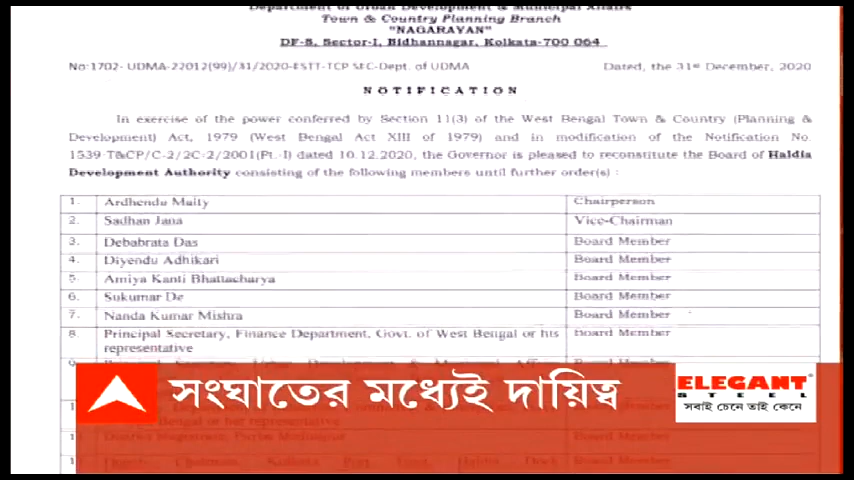 Department of Urban Development & Municipal Affairs
Town & Country Planning Branch
"NAGARAYAN"
DF-8, Sector-I, Bidhannagar, Kolkata-700 064
No:1702- UDMA-22012(99)/31/2020-ESTT-TCP SEC-Dept. of UDMA Dated, the 31st December, 2020
NOTIFICATION
In exercise of the power conferred by Section 11(3) of the West Bengal Town & Country (Planning &
Development) Act, 1979 (West Bengal Act XIII of 1979) and in modification of the Notification No.
1539-T&CP/C-2/2C-2/2001(Pt.-I) dated 10.12.2020, the Governor is pleased to reconstitute the Board of Haldia
Development Authority consisting of the following members until further order(s) :
1. Ardhendu Maity Chairperson
2. Sadhan Jana Vice-Chairman
3. Debabrata Das Board Member
4. Diyendu Adhikari Board Member
5. Amiya Kanti Bhattacharya Board Member
6. Sukumar De Board Member
7. Nanda Kumar Mishra Board Member
8. Principal Secretary, Finance Department, Govt. of West Bengal or his Board Member
representative
সংঘাতের মধ্যেই দায়িত্ব
ELEGANT
STEEL
সবাই চেনে তাই কেনে
District Magistrate, Purba Medinipur Board Member